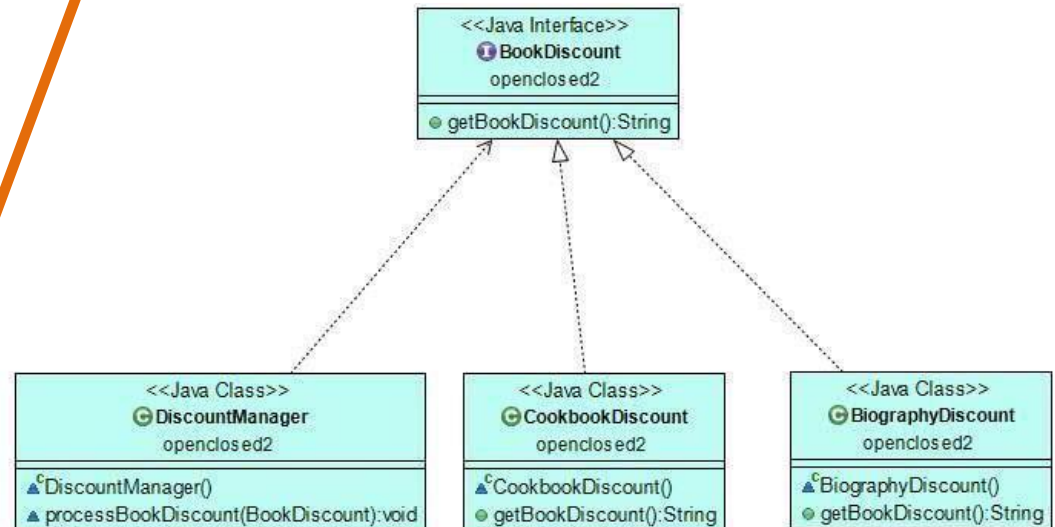 <<Java Interface>>
BookDiscount
openclosed2
getBookDiscount():String
<<Java Class>>
DiscountManager
openclosed2
DiscountManager()
processBookDiscount(BookDiscount):void
<<Java Class>>
CookbookDiscount
openclosed2
CookbookDiscount()
getBookDiscount():String
<<Java Class>>
BiographyDiscount
openclosed2
BiographyDiscount()
getBookDiscount():String